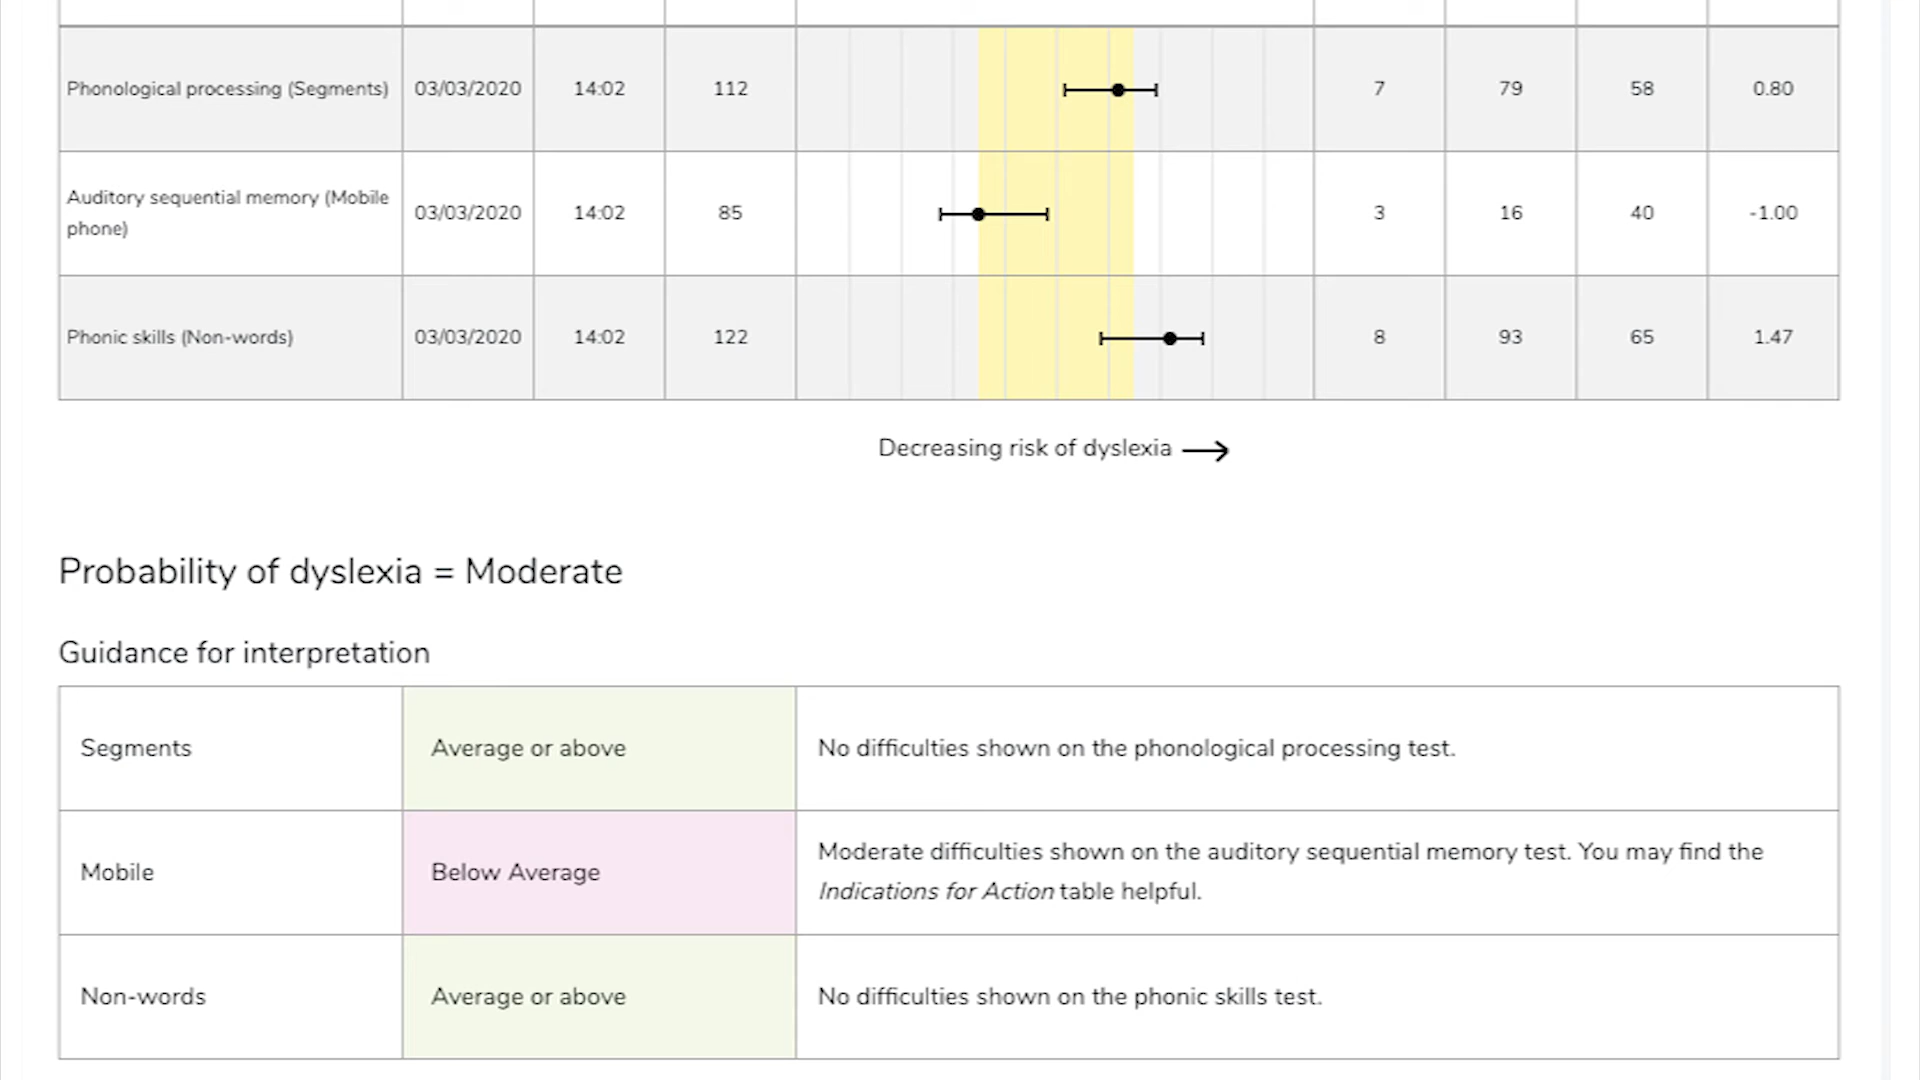 Phonological processing (Segments) 03/03/2020 14:02 112 7 79 58 0.80
Auditory sequential memory (Mobile
phone) 03/03/2020 14:02 85 3 16 40 -1.00
Phonic skills (Non-words) 03/03/2020 14:02 122 8 93 65 1.47
Decreasing risk of dyslexia
Probability of dyslexia = Moderate
Guidance for interpretation
Segments Average or above No difficulties shown on the phonological processing test.
Mobile Below Average Moderate difficulties shown on the auditory sequential memory test. You may find the
Indications for Action table helpful.
Non-words Average or above No difficulties shown on the phonic skills test.